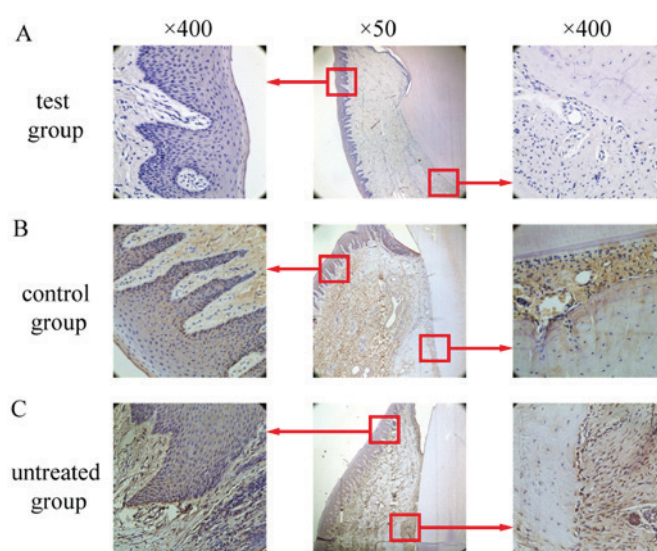 ×400 ×50 ×400
A
test
group
B
control
group
C
untreated
group